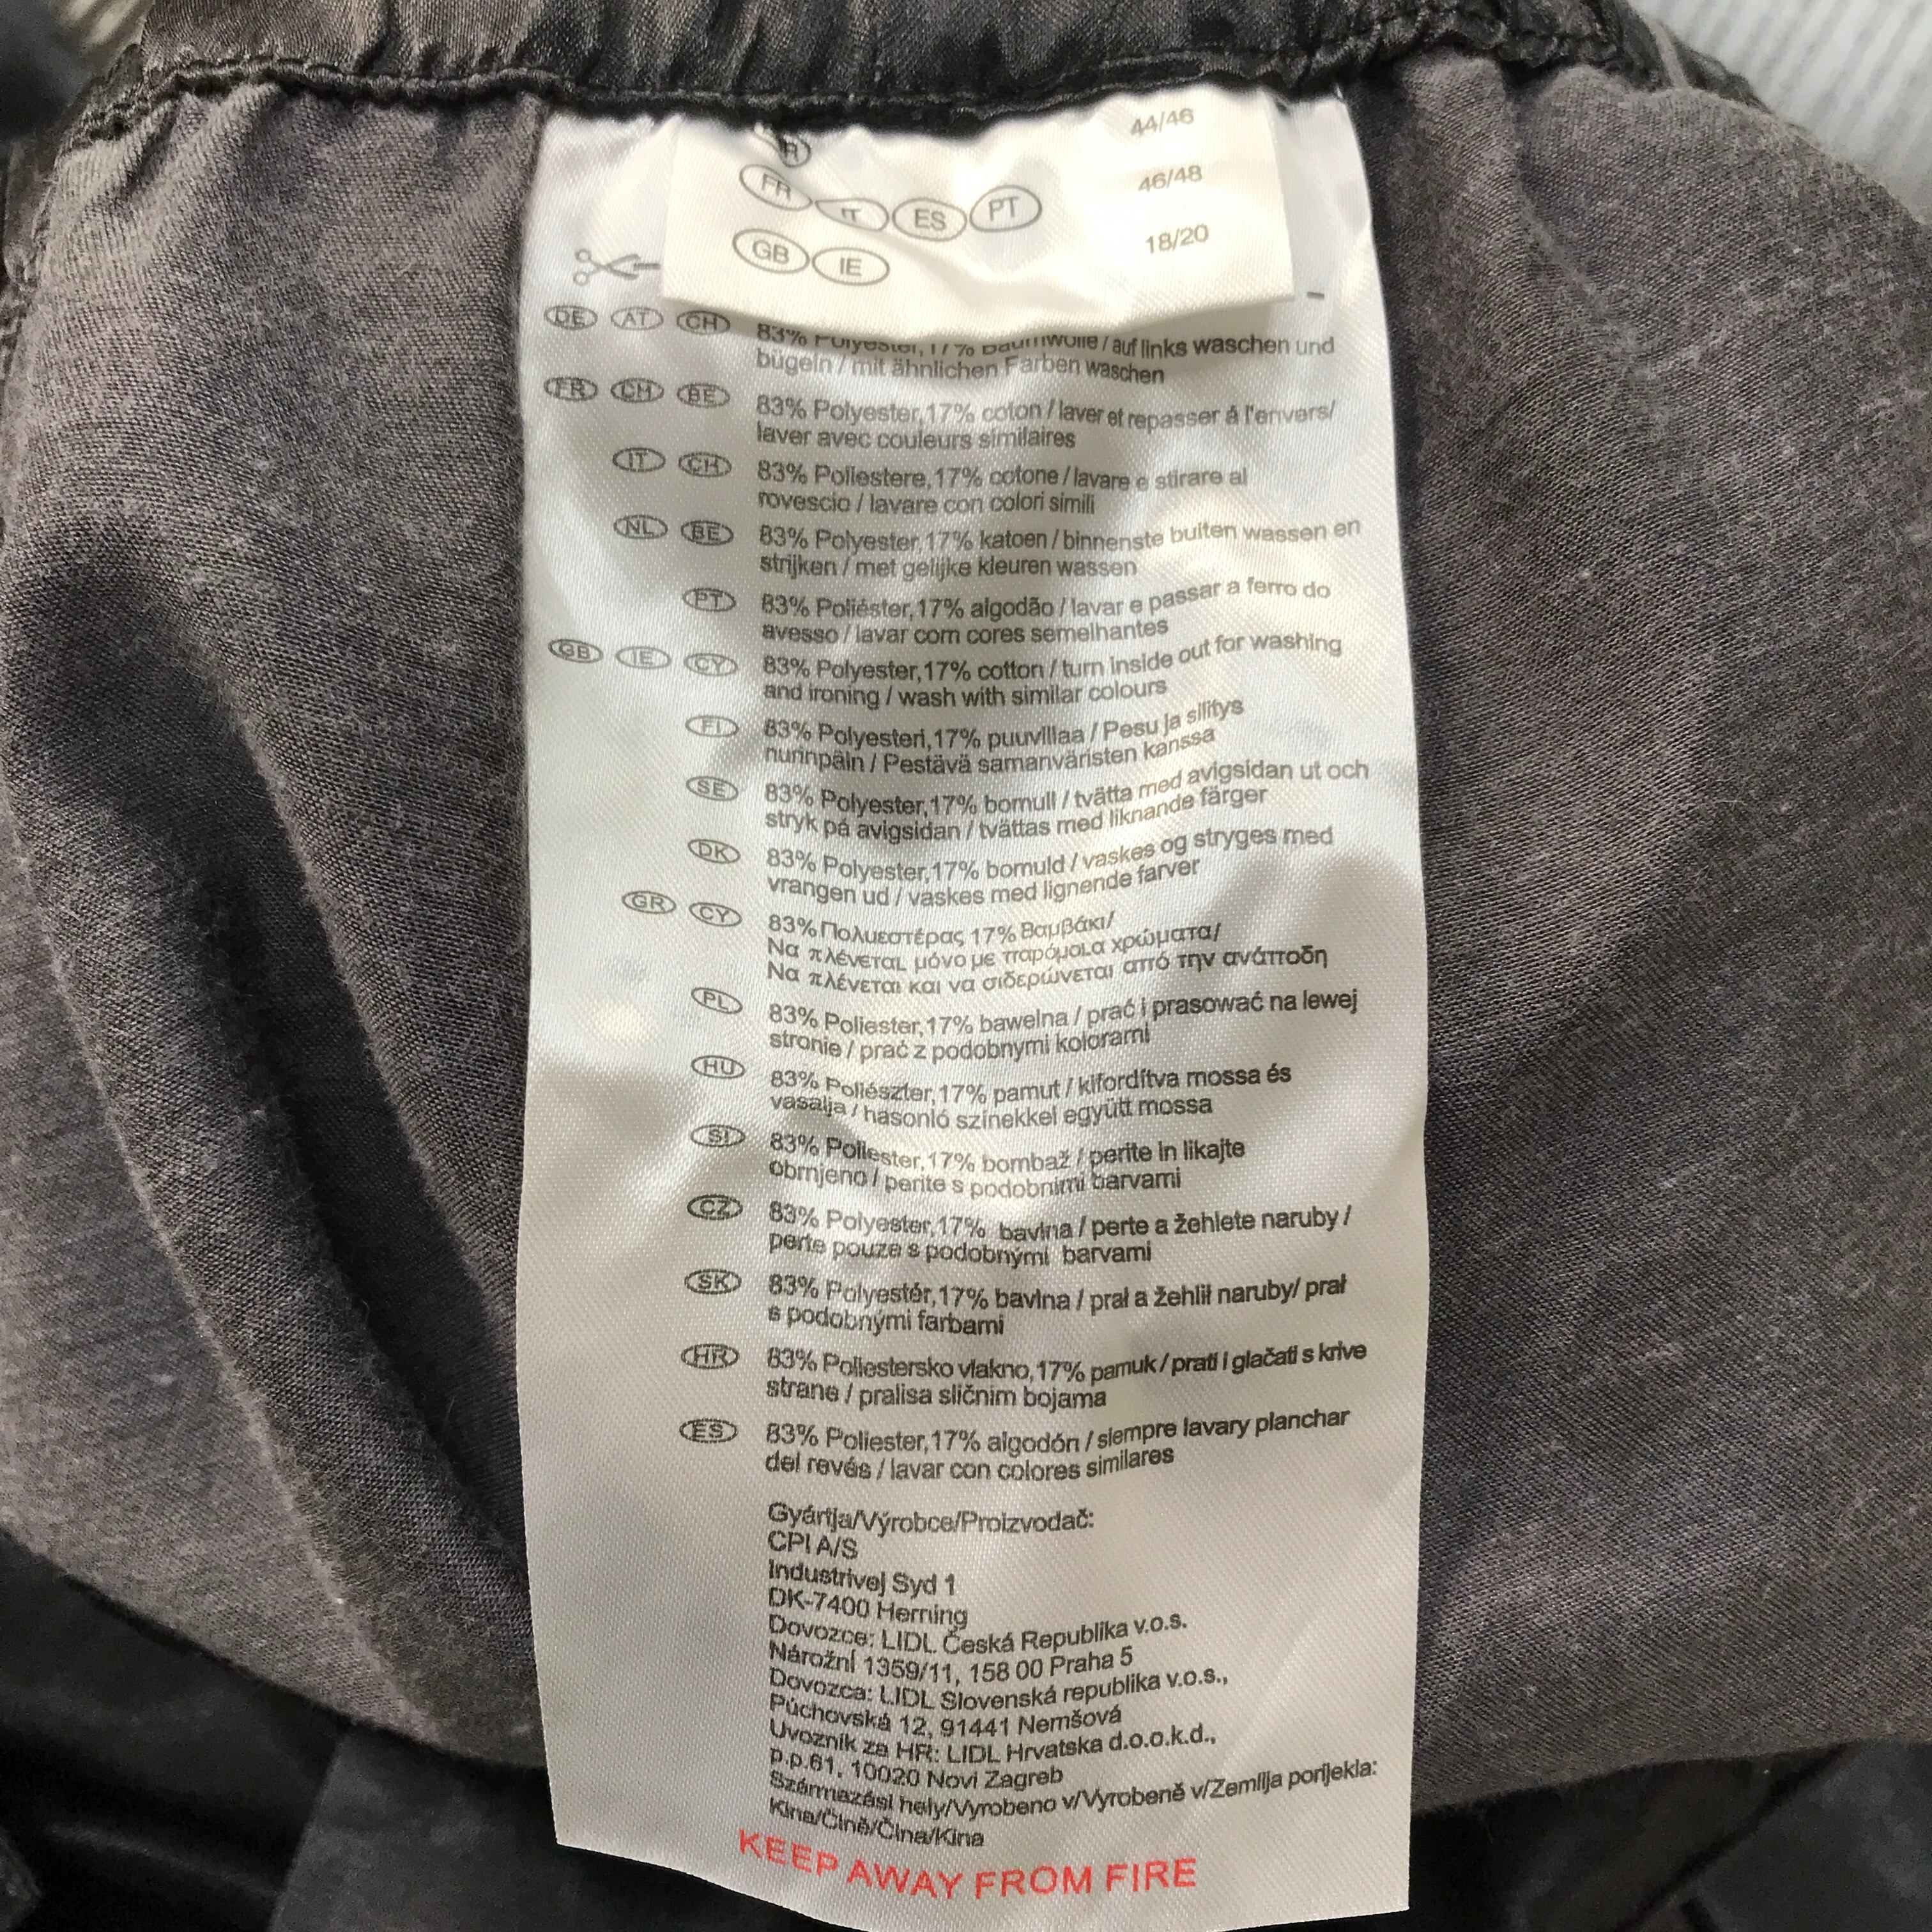 44/46
FR IT ES PT 46/48
GB IE 18/20
DE AT CH 83% Polyester, 17% Baumwolle / auf links waschen und
bügeln / mit ähnlichen Farben waschen
FR CH BE 83% Polyester,17% coton / laver et repasser á l'envers/
laver avec couleurs similaires
IT CH 83% Poliestere,17% cotone / lavare e stirare al
rovescio / lavare con colori simili
NL BE 83% Polyester,17% katoen / binnenste buiten wassen en
strijken / met gelijke kleuren wassen
PT 83% Poliéster,17% algodão / lavar e passar a ferro do
avesso / lavar com cores semelhantes
GB IE CY 83% Polyester,17% cotton / turn inside out for washing
and ironing / wash with similar colours
FI 83% Polyesteri,17% puuvillaa / Pesu ja silitys
nurinpäin / Pestävä samanväristen kanssa
SE 83% Polyester,17% bomull / tvätta med avigsidan ut och
stryk på avigsidan / tvättas med liknande färger
DK 83% Polyester,17% bomuld / vaskes og stryges med
vrangen ud / vaskes med lignende farver
GR CY 83% Πολυεστέρας 17% Βαμβάκι/
Να πλένεται μόνο με παρόμοια χρώματα/
Να πλένεται και να σιδερώνεται από την ανάποδη
PL 83% Poliester,17% bawełna / prać i prasować na lewej
stronie / prać z podobnymi kolorami
HU 83% Poliészter,17% pamut / kifordítva mossa és
vasalja / hasonló színekkel együtt mossa
SI 83% Poliester,17% bombaž / perite in likajte
obrnjeno / perite s podobnimi barvami
CZ 83% Polyester,17% bavlna / perte a žehlete naruby /
perte pouze s podobnými barvami
SK 83% Polyestér,17% bavlna / prať a žehliť naruby/ prať
s podobnými farbami
HR 83% Poliestersko vlakno,17% pamuk / prati i glačati s krive
strane / pralisa sličnim bojama
ES 83% Poliester,17% algodón / siempre lavary planchar
del revés / lavar con colores similares
Gyártja/Výrobce/Proizvođač:
CPI A/S
Industrivej Syd 1
DK-7400 Herning
Dovozce: LIDL Česká Republika v.o.s.
Nárožní 1359/11, 158 00 Praha 5
Dovozca: LIDL Slovenská republika v.o.s.,
Púchovská 12, 91441 Nemšová
Uvoznik za HR: LIDL Hrvatska d.o.o.k.d.,
p.p.61, 10020 Novi Zagreb
Származási hely/Vyrobeno v/Vyrobené v/Zemlja porijekla:
Kína/Číně/Čína/Kina
KEEP AWAY FROM FIRE